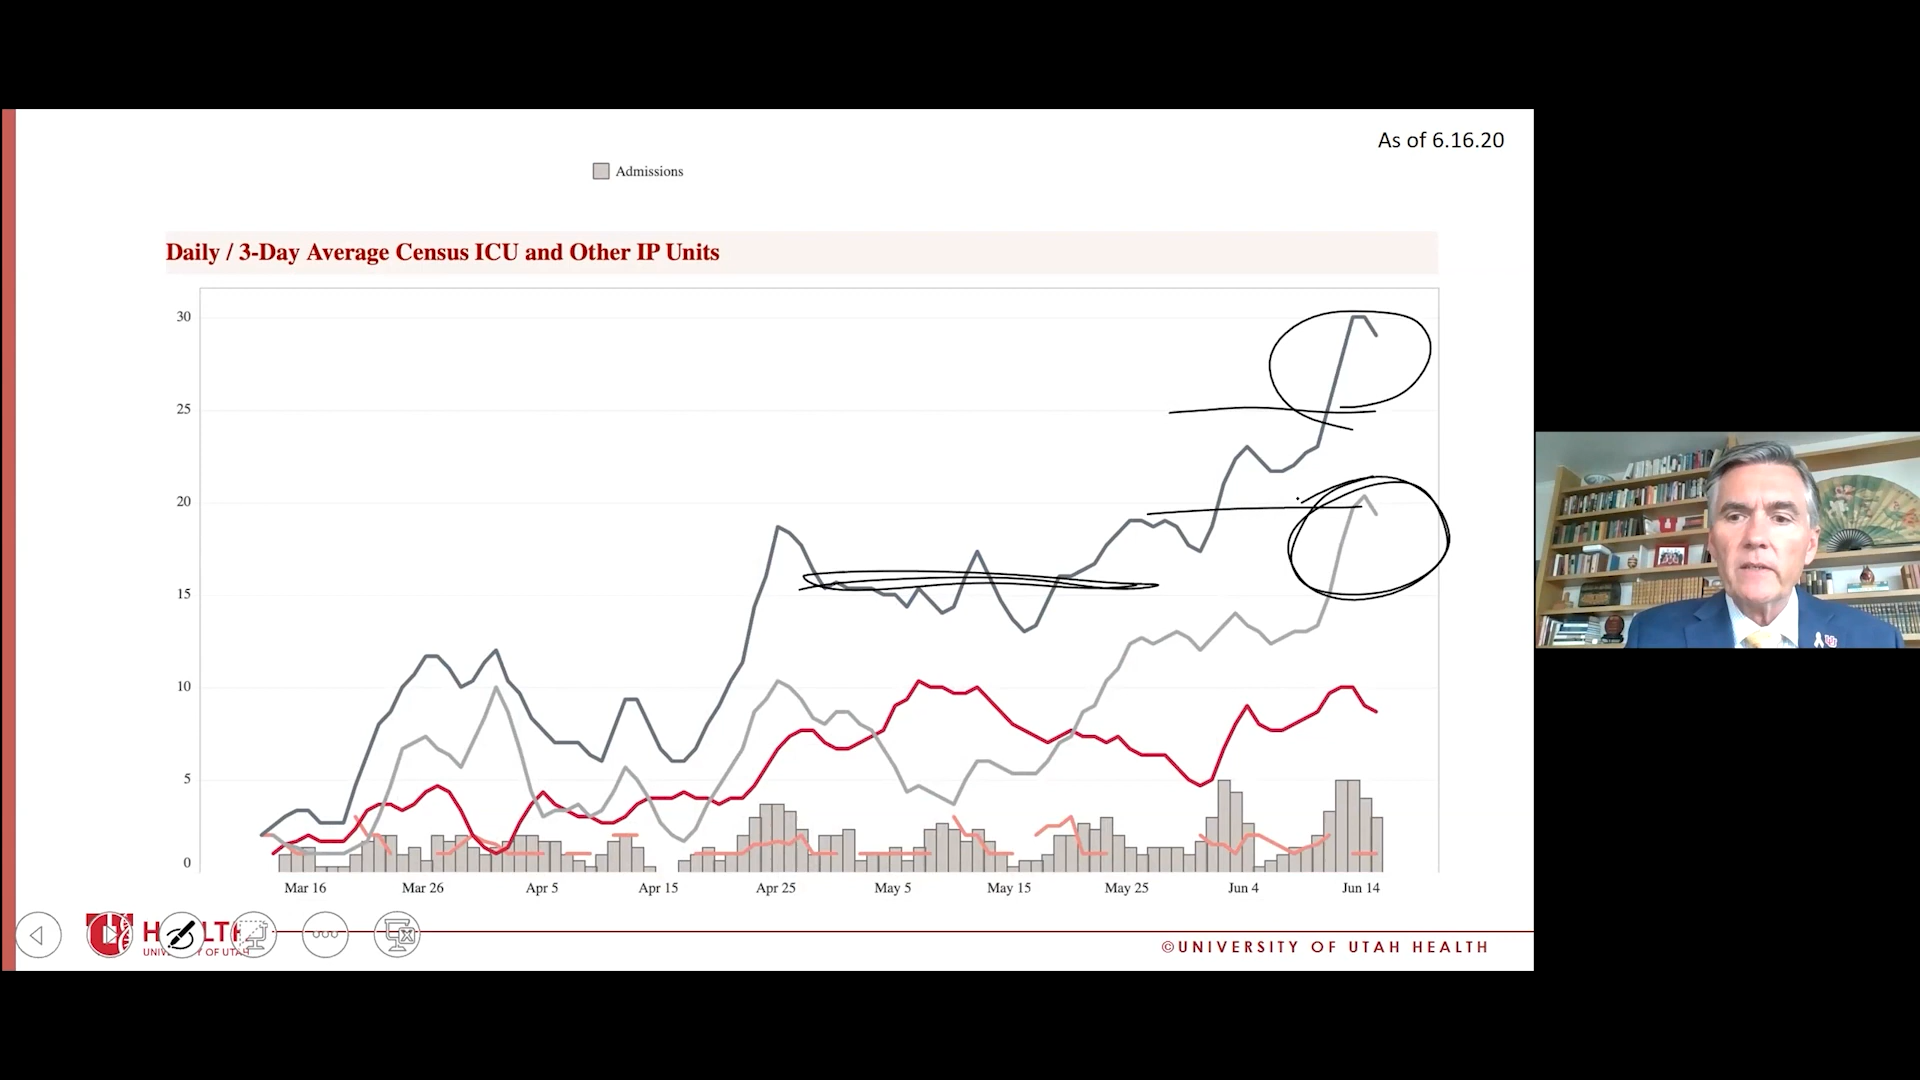 As of 6.16.20
Admissions
Daily / 3-Day Average Census ICU and Other IP Units
30
25
20
15
10
5
0
Mar 16 Mar 26 Apr 5 Apr 15 Apr 25 May 5 May 15 May 25 Jun 4 Jun 14
©UNIVERSITY OF UTAH HEALTH